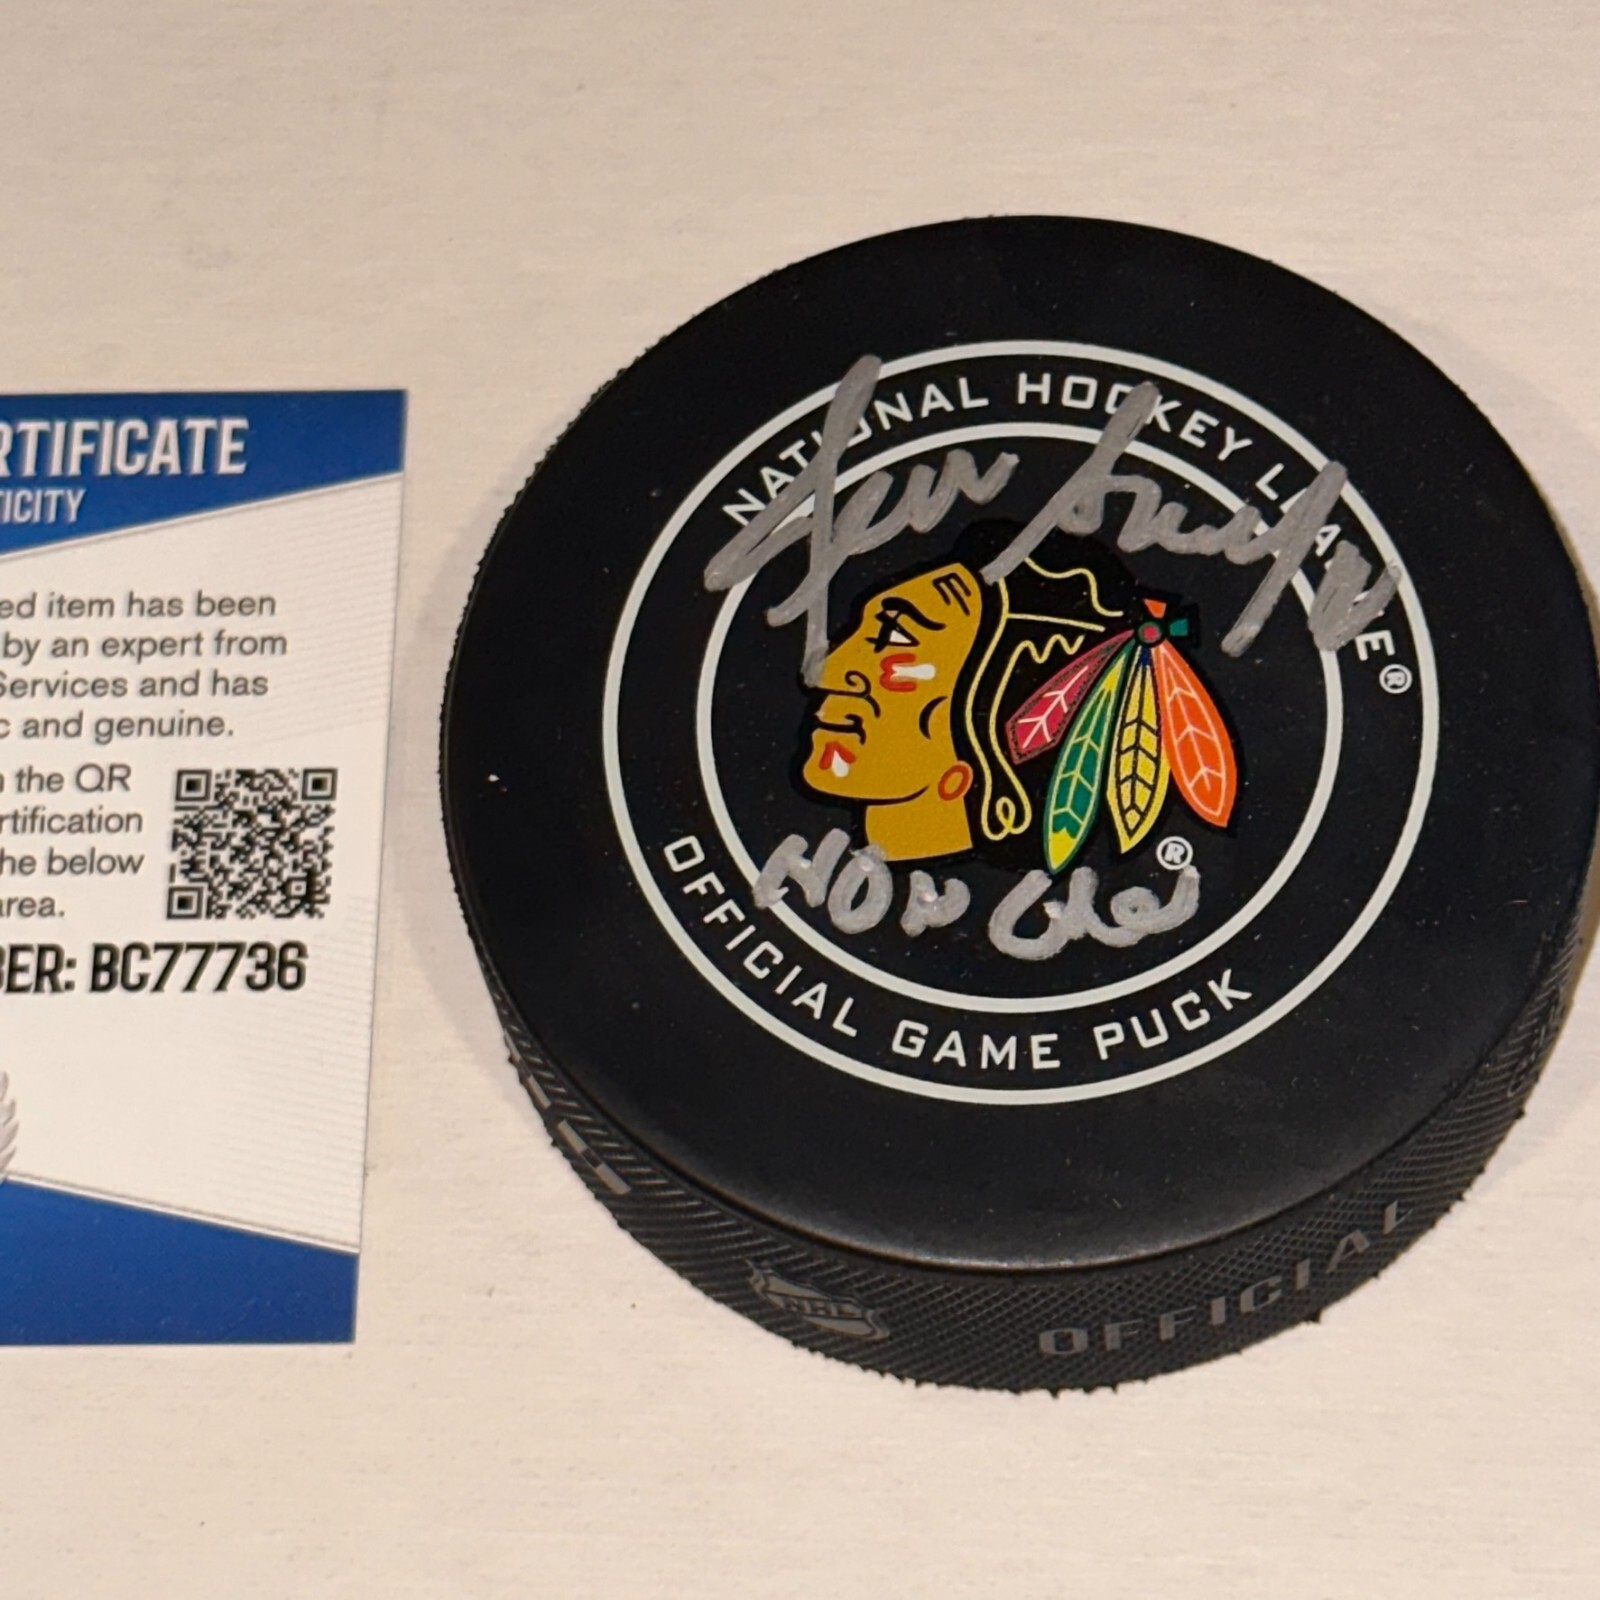 RTIFICATE
TICITY
ed item has been
by an expert from
Services and has
c and genuine.
n the QR
rtification
he below
area.
BER: BC77736
NATIONAL HOCKEY LEAGUE®
®
OFFICIAL GAME PUCK
NHL
OFFICIAL